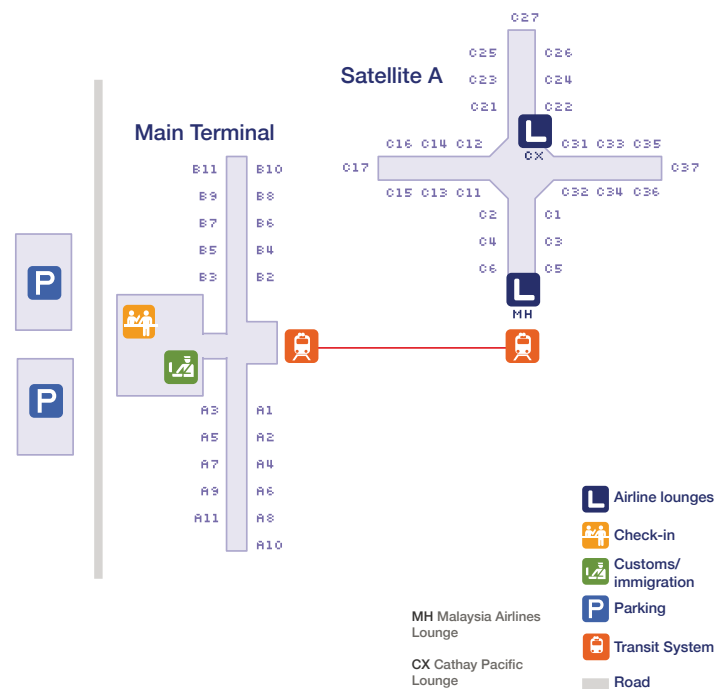 C27
C25 C26
Satellite A
C23 C24
C21 C22
L
Main Terminal
C16 C14 C12 C31 C33 C35
CX
C17 C37
B11 B10
C15 C13 C11 C32 C34 C36
B9 B8
C2 C1
B7 B6
C4 C3
B5 B4
C6 C5
B3 B2
P
L
MH
P
A3 A1
A5 A2
A7 A4
A9 A6
A11 A8
A10
L Airline lounges
Check-in
Customs/
immigration
P Parking
MH Malaysia Airlines
Lounge
Transit System
CX Cathay Pacific
Lounge
Road